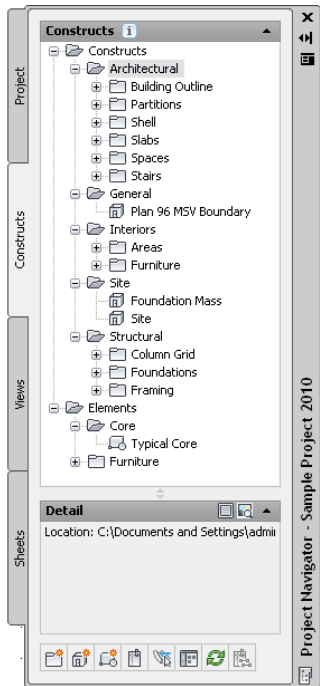 Constructs
Constructs
Architectural
Building Outline
Partitions
Shell
Slabs
Spaces
Stairs
General
Plan 96 MSV Boundary
Interiors
Areas
Furniture
Site
Foundation Mass
Site
Structural
Column Grid
Foundations
Framing
Elements
Core
Typical Core
Furniture
Detail
Location: C:\Documents and Settings\admi
Project
Constructs
Views
Sheets
Project Navigator - Sample Project 2010